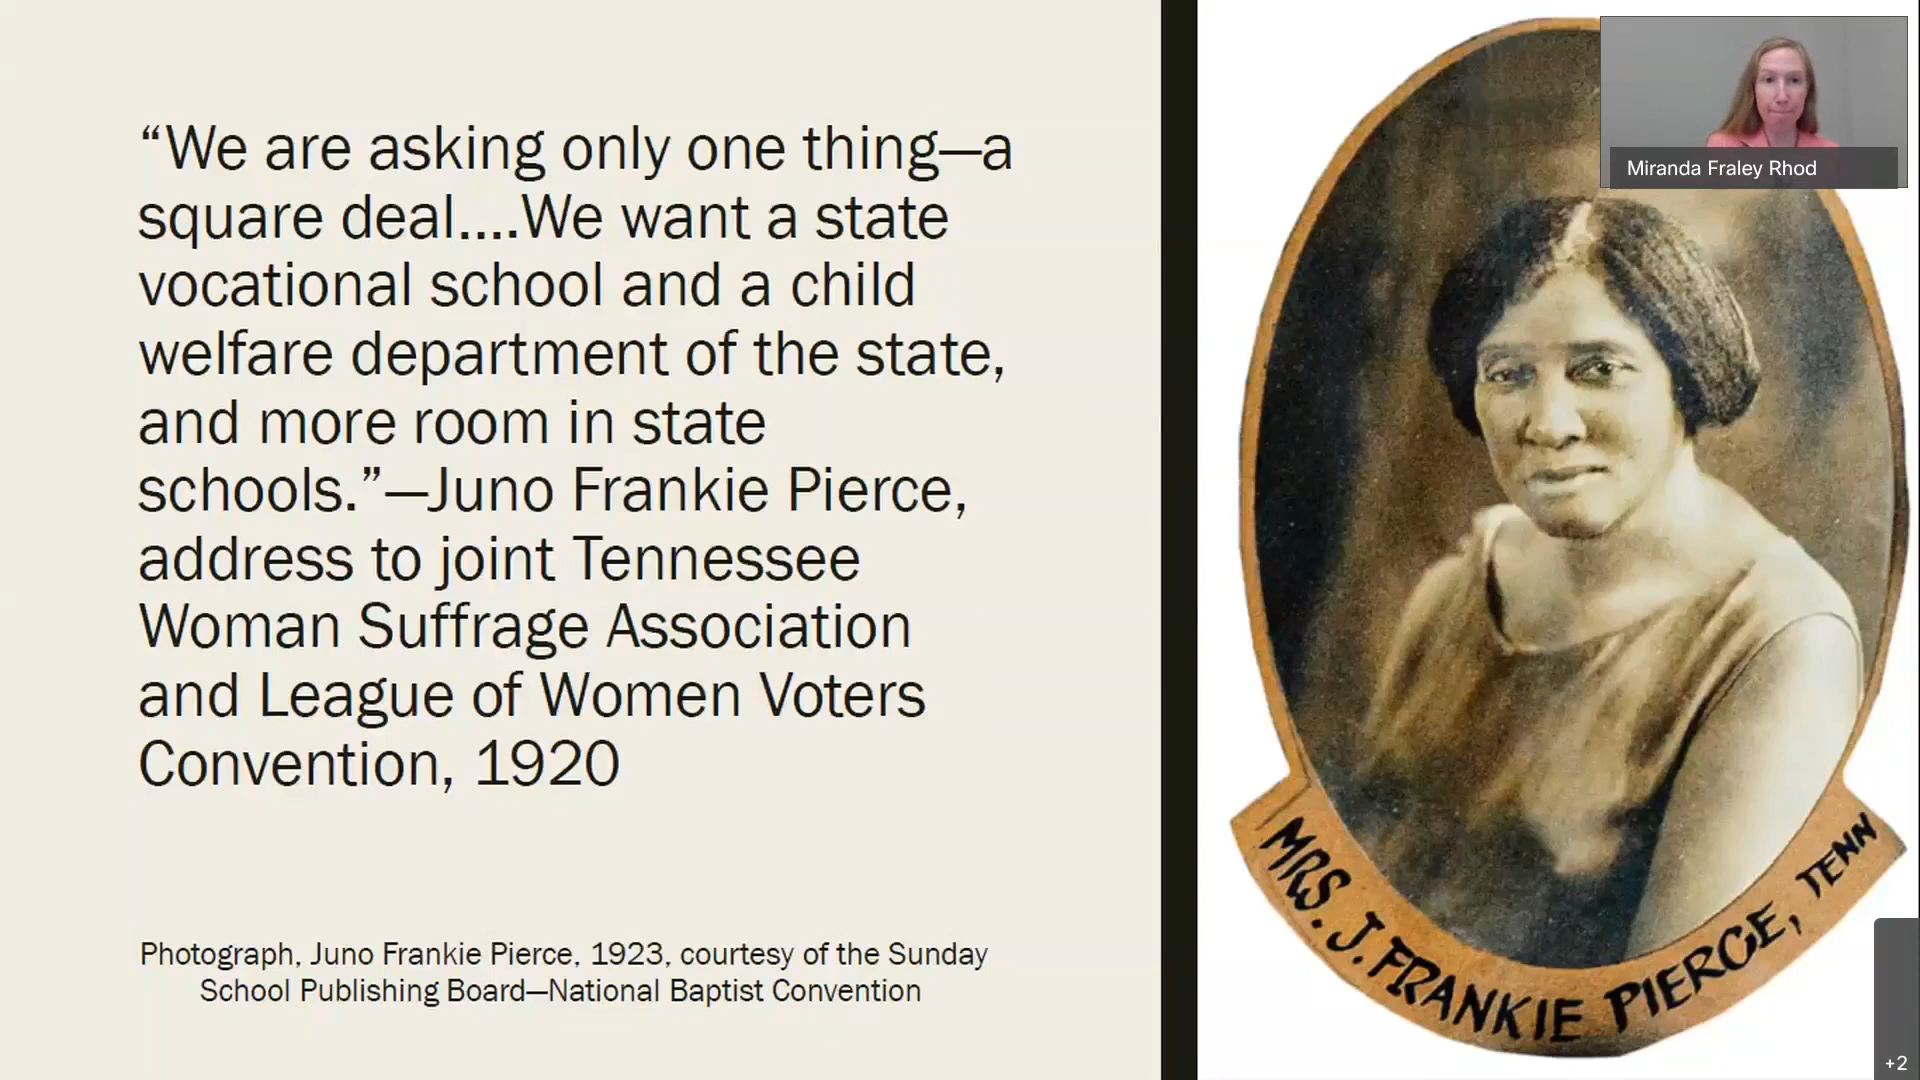 “We are asking only one thing—a
square deal....We want a state
vocational school and a child
welfare department of the state,
and more room in state
schools.”—Juno Frankie Pierce,
address to joint Tennessee
Woman Suffrage Association
and League of Women Voters
Convention, 1920
Photograph, Juno Frankie Pierce, 1923, courtesy of the Sunday
School Publishing Board—National Baptist Convention
Miranda Fraley Rhod
MRS. J. FRANKIE PIERCE, TENN
+2